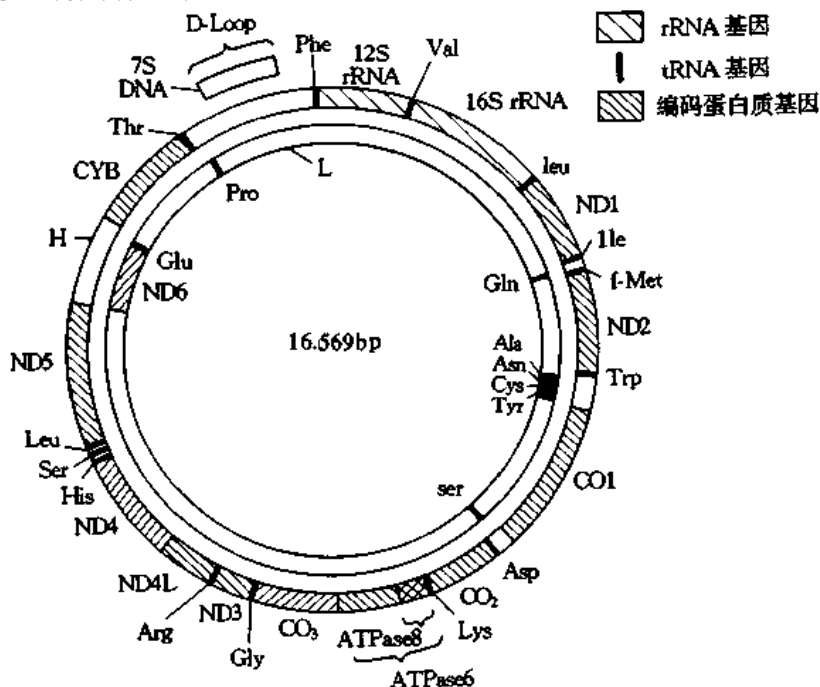 D-Loop
7S
DNA
Phe
12S
rRNA
Val
16S rRNA
rRNA 基因
tRNA 基因
编码蛋白质基因
Thr
CYB
Pro
L
leu
ND1
H
Glu
ND6
Gln
1le
f-Met
ND2
16.569bp
Ala
Asn
Cys
Tyr
Trp
ND5
Leu
Ser
His
ser
CO1
ND4
Asp
ND4L
ND3
CO₃
CO₂
Arg
Gly
ATPase8
Lys
ATPase6